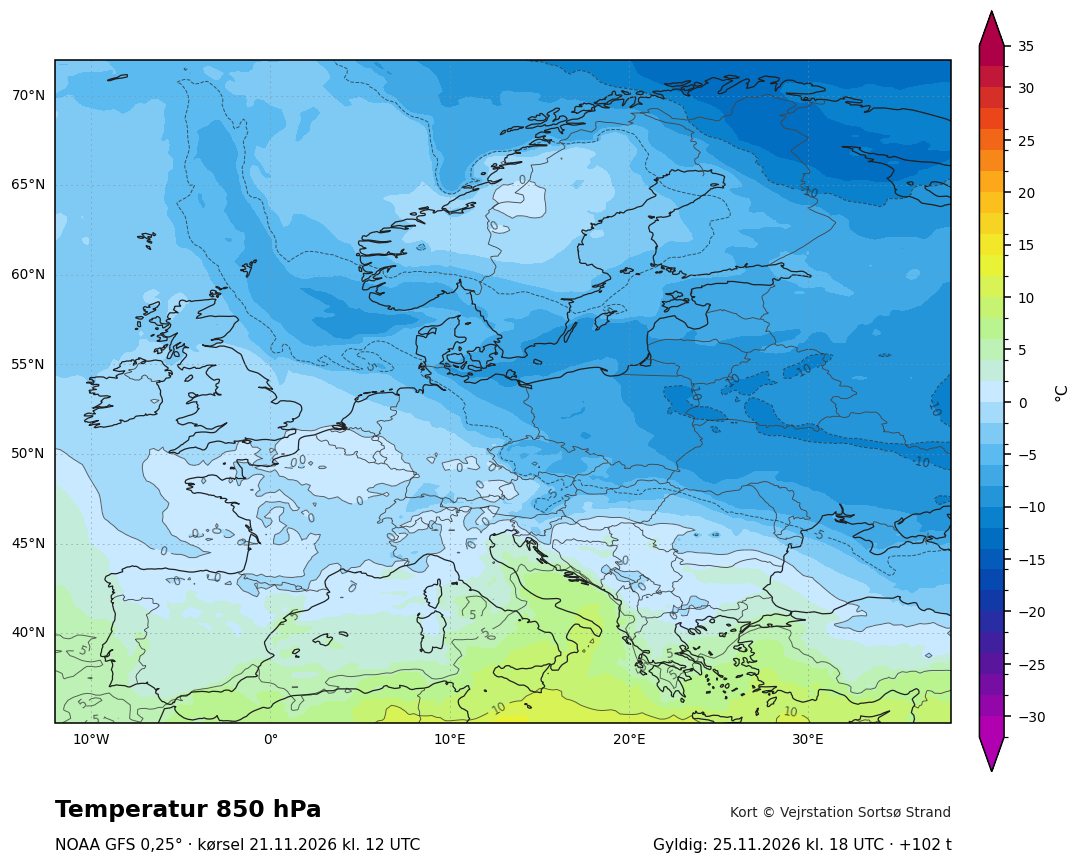 70°N
65°N
60°N
55°N
50°N
45°N
40°N
10°W
0°
10°E
20°E
30°E
35
30
25
20
15
10
5
0
−5
−10
−15
−20
−25
−30
°C
Temperatur 850 hPa
Kort © Vejrstation Sortsø Strand
NOAA GFS 0,25° · kørsel 21.11.2026 kl. 12 UTC
Gyldig: 25.11.2026 kl. 18 UTC · +102 t